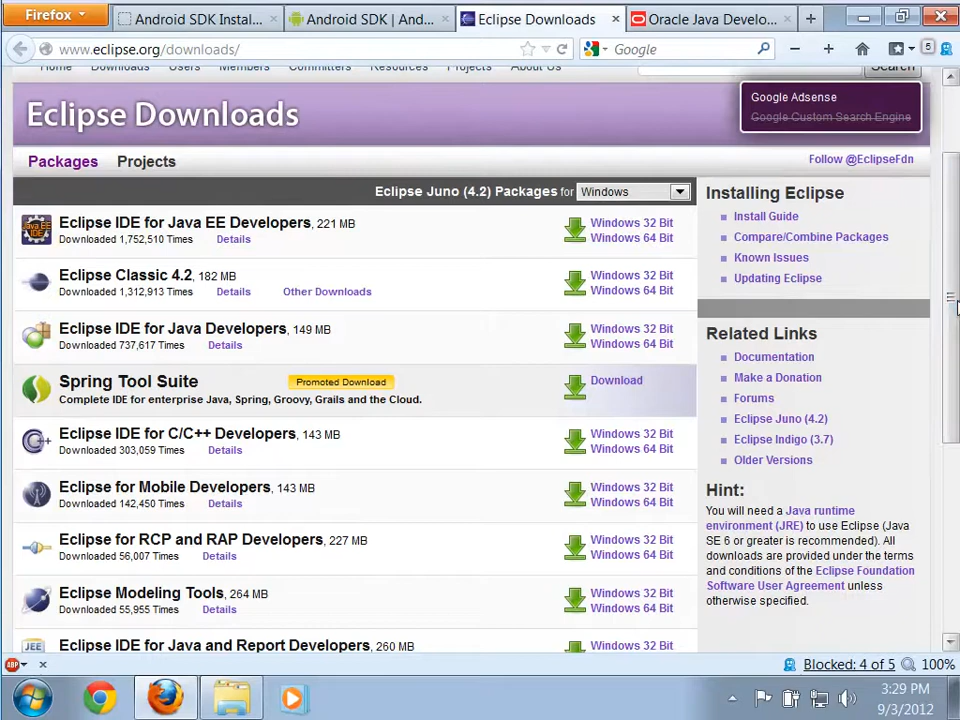 Firefox
Android SDK Instal...
Android SDK | And...
Eclipse Downloads
Oracle Java Develo...
www.eclipse.org/downloads/
Google
5
Home Downloads Users Members Committers Resources Projects About Us
Search
Eclipse Downloads
Google Adsense
Google Custom Search Engine
Packages Projects
Follow @EclipseFdn
Eclipse Juno (4.2) Packages for Windows
Eclipse IDE for Java EE Developers, 221 MB
Downloaded 1,752,510 Times Details
Windows 32 Bit
Windows 64 Bit
Eclipse Classic 4.2, 182 MB
Downloaded 1,312,913 Times Details Other Downloads
Windows 32 Bit
Windows 64 Bit
Eclipse IDE for Java Developers, 149 MB
Downloaded 737,617 Times Details
Windows 32 Bit
Windows 64 Bit
Spring Tool Suite Promoted Download
Complete IDE for enterprise Java, Spring, Groovy, Grails and the Cloud.
Download
Eclipse IDE for C/C++ Developers, 143 MB
Downloaded 303,059 Times Details
Windows 32 Bit
Windows 64 Bit
Eclipse for Mobile Developers, 143 MB
Downloaded 142,450 Times Details
Windows 32 Bit
Windows 64 Bit
Eclipse for RCP and RAP Developers, 227 MB
Downloaded 56,007 Times Details
Windows 32 Bit
Windows 64 Bit
Eclipse Modeling Tools, 264 MB
Downloaded 55,955 Times Details
Windows 32 Bit
Windows 64 Bit
JEE
Eclipse IDE for Java and Report Developers, 260 MB
Windows 32 Bit
Installing Eclipse
Install Guide
Compare/Combine Packages
Known Issues
Updating Eclipse
Related Links
Documentation
Make a Donation
Forums
Eclipse Juno (4.2)
Eclipse Indigo (3.7)
Older Versions
Hint:
You will need a Java runtime
environment (JRE) to use Eclipse (Java
SE 6 or greater is recommended). All
downloads are provided under the terms
and conditions of the Eclipse Foundation
Software User Agreement unless
otherwise specified.
ABP
Blocked: 4 of 5
100%
3:29 PM
9/3/2012